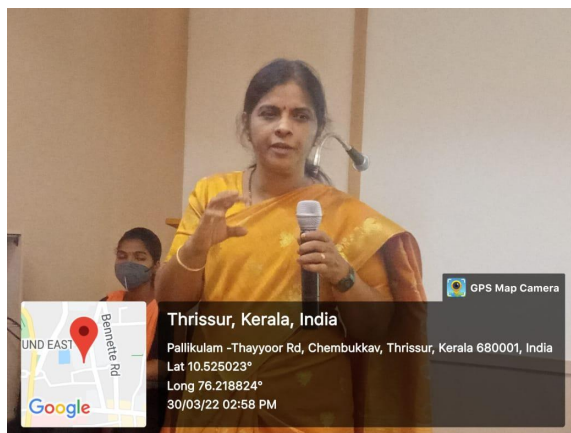 GPS Map Camera
Thrissur, Kerala, India
Pallikulam -Thayyoor Rd, Chembukkav, Thrissur, Kerala 680001, India
Lat 10.525023°
Long 76.218824°
30/03/22 02:58 PM
UND EAST
Bennette Rd
Google